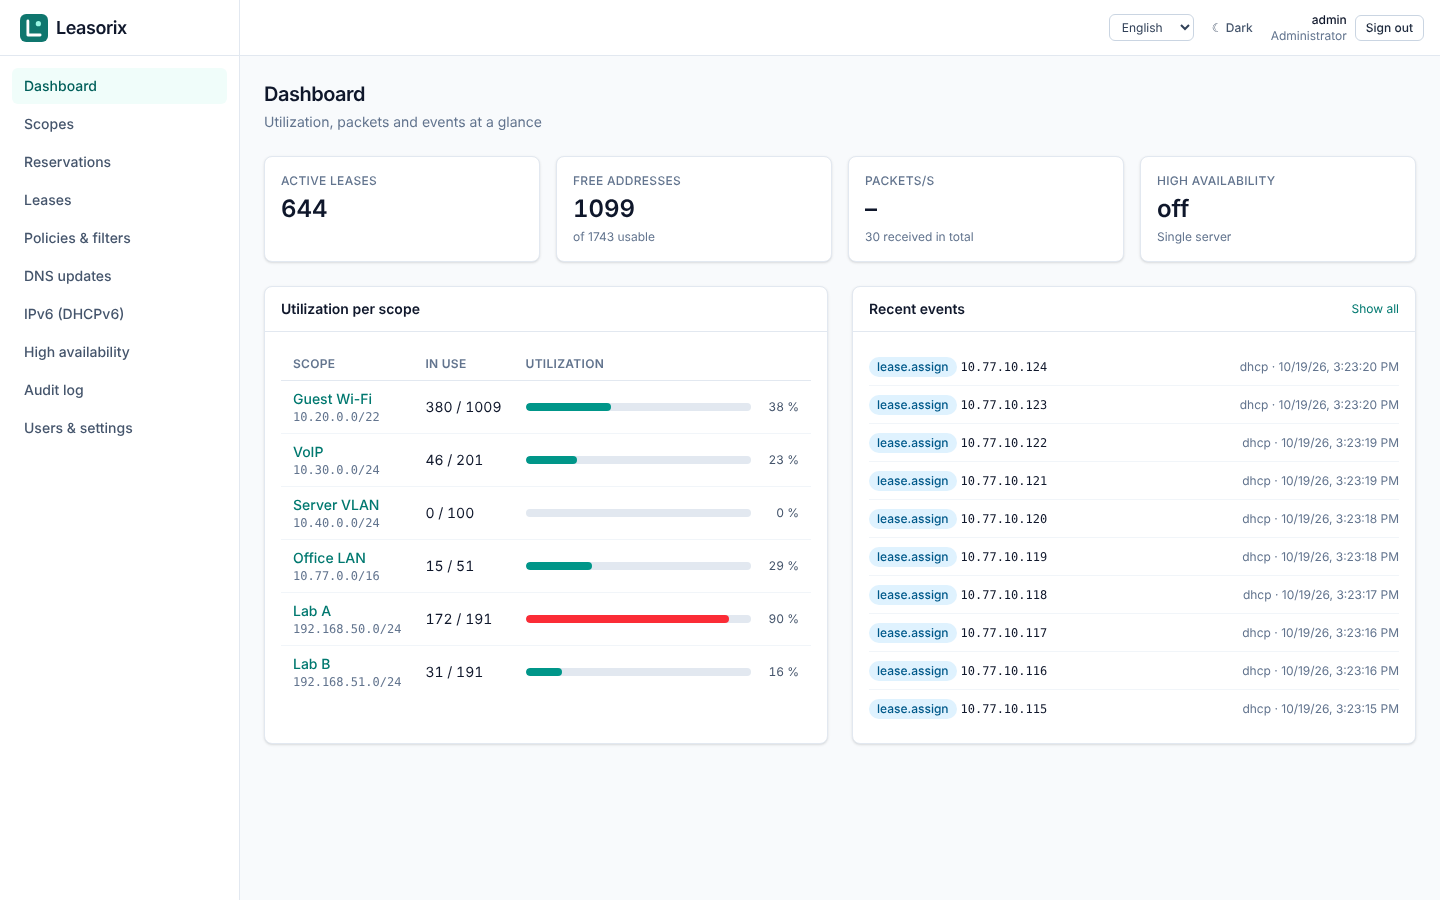 Leasorix
English
☾ Dark
admin
Administrator
Sign out
Dashboard
Scopes
Reservations
Leases
Policies & filters
DNS updates
IPv6 (DHCPv6)
High availability
Audit log
Users & settings
Dashboard
Utilization, packets and events at a glance
ACTIVE LEASES
644
FREE ADDRESSES
1099
of 1743 usable
PACKETS/S
–
30 received in total
HIGH AVAILABILITY
off
Single server
Utilization per scope
SCOPE IN USE UTILIZATION
Guest Wi-Fi
10.20.0.0/22
380 / 1009 38 %
VoIP
10.30.0.0/24
46 / 201 23 %
Server VLAN
10.40.0.0/24
0 / 100 0 %
Office LAN
10.77.0.0/16
15 / 51 29 %
Lab A
192.168.50.0/24
172 / 191 90 %
Lab B
192.168.51.0/24
31 / 191 16 %
Recent events Show all
lease.assign 10.77.10.124 dhcp · 10/19/26, 3:23:20 PM
lease.assign 10.77.10.123 dhcp · 10/19/26, 3:23:20 PM
lease.assign 10.77.10.122 dhcp · 10/19/26, 3:23:19 PM
lease.assign 10.77.10.121 dhcp · 10/19/26, 3:23:19 PM
lease.assign 10.77.10.120 dhcp · 10/19/26, 3:23:18 PM
lease.assign 10.77.10.119 dhcp · 10/19/26, 3:23:18 PM
lease.assign 10.77.10.118 dhcp · 10/19/26, 3:23:17 PM
lease.assign 10.77.10.117 dhcp · 10/19/26, 3:23:16 PM
lease.assign 10.77.10.116 dhcp · 10/19/26, 3:23:16 PM
lease.assign 10.77.10.115 dhcp · 10/19/26, 3:23:15 PM